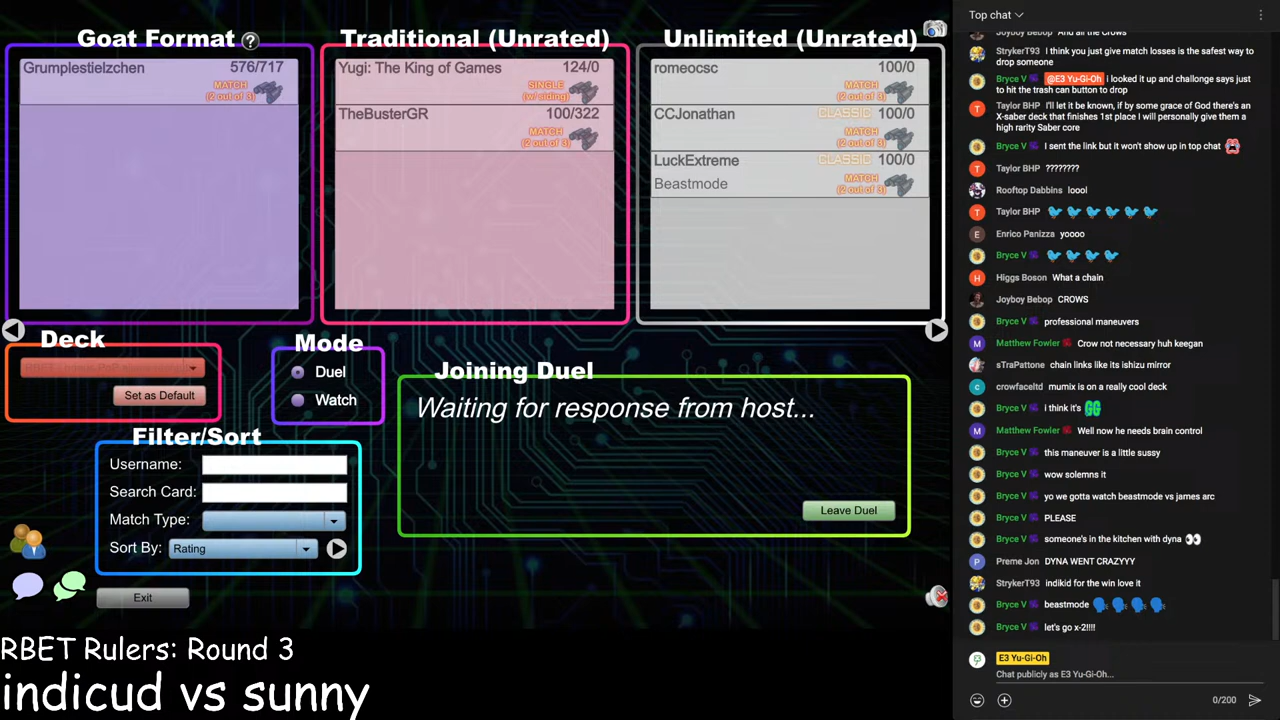 Goat Format ?
Grumplestielzchen 576/717
MATCH
(2 out of 3)
Traditional (Unrated)
Yugi: The King of Games 124/0
SINGLE
(w/ siding)
TheBusterGR 100/322
MATCH
(2 out of 3)
Unlimited (Unrated)
romeocsc 100/0
MATCH
(2 out of 3)
CCJonathan CLASSIC 100/0
MATCH
(2 out of 3)
LuckExtreme CLASSIC 100/0
Beastmode
MATCH
(2 out of 3)
Deck
Set as Default
Mode
Duel
Watch
Joining Duel
Waiting for response from host...
Leave Duel
Filter/Sort
Username:
Search Card:
Match Type:
Sort By: Rating
Exit
RBET Rulers: Round 3
indicud vs sunny
Top chat
Joyboy Bebop And all the Crows
StrykerT93 I think you just give match losses is the safest way to
drop someone
Bryce V @E3 Yu-Gi-Oh i looked it up and challonge says just
to hit the trash can button to drop
Taylor BHP I'll let it be known, if by some grace of God there's an
X-saber deck that finishes 1st place I will personally give them a
high rarity Saber core
Bryce V I sent the link but it won't show up in top chat
Taylor BHP ????????
Rooftop Dabbins loool
Taylor BHP
Enrico Panizza yoooo
Bryce V
Higgs Boson What a chain
Joyboy Bebop CROWS
Bryce V professional maneuvers
Matthew Fowler Crow not necessary huh keegan
sTraPattone chain links like its ishizu mirror
crowfaceltd mumix is on a really cool deck
Bryce V i think it's
Matthew Fowler Well now he needs brain control
Bryce V this maneuver is a little sussy
Bryce V wow solemns it
Bryce V yo we gotta watch beastmode vs james arc
Bryce V PLEASE
Bryce V someone's in the kitchen with dyna
Preme Jon DYNA WENT CRAZYYY
StrykerT93 indikid for the win love it
Bryce V beastmode
Bryce V let's go x-2!!!!
E3 Yu-Gi-Oh
Chat publicly as E3 Yu-Gi-Oh...
0/200